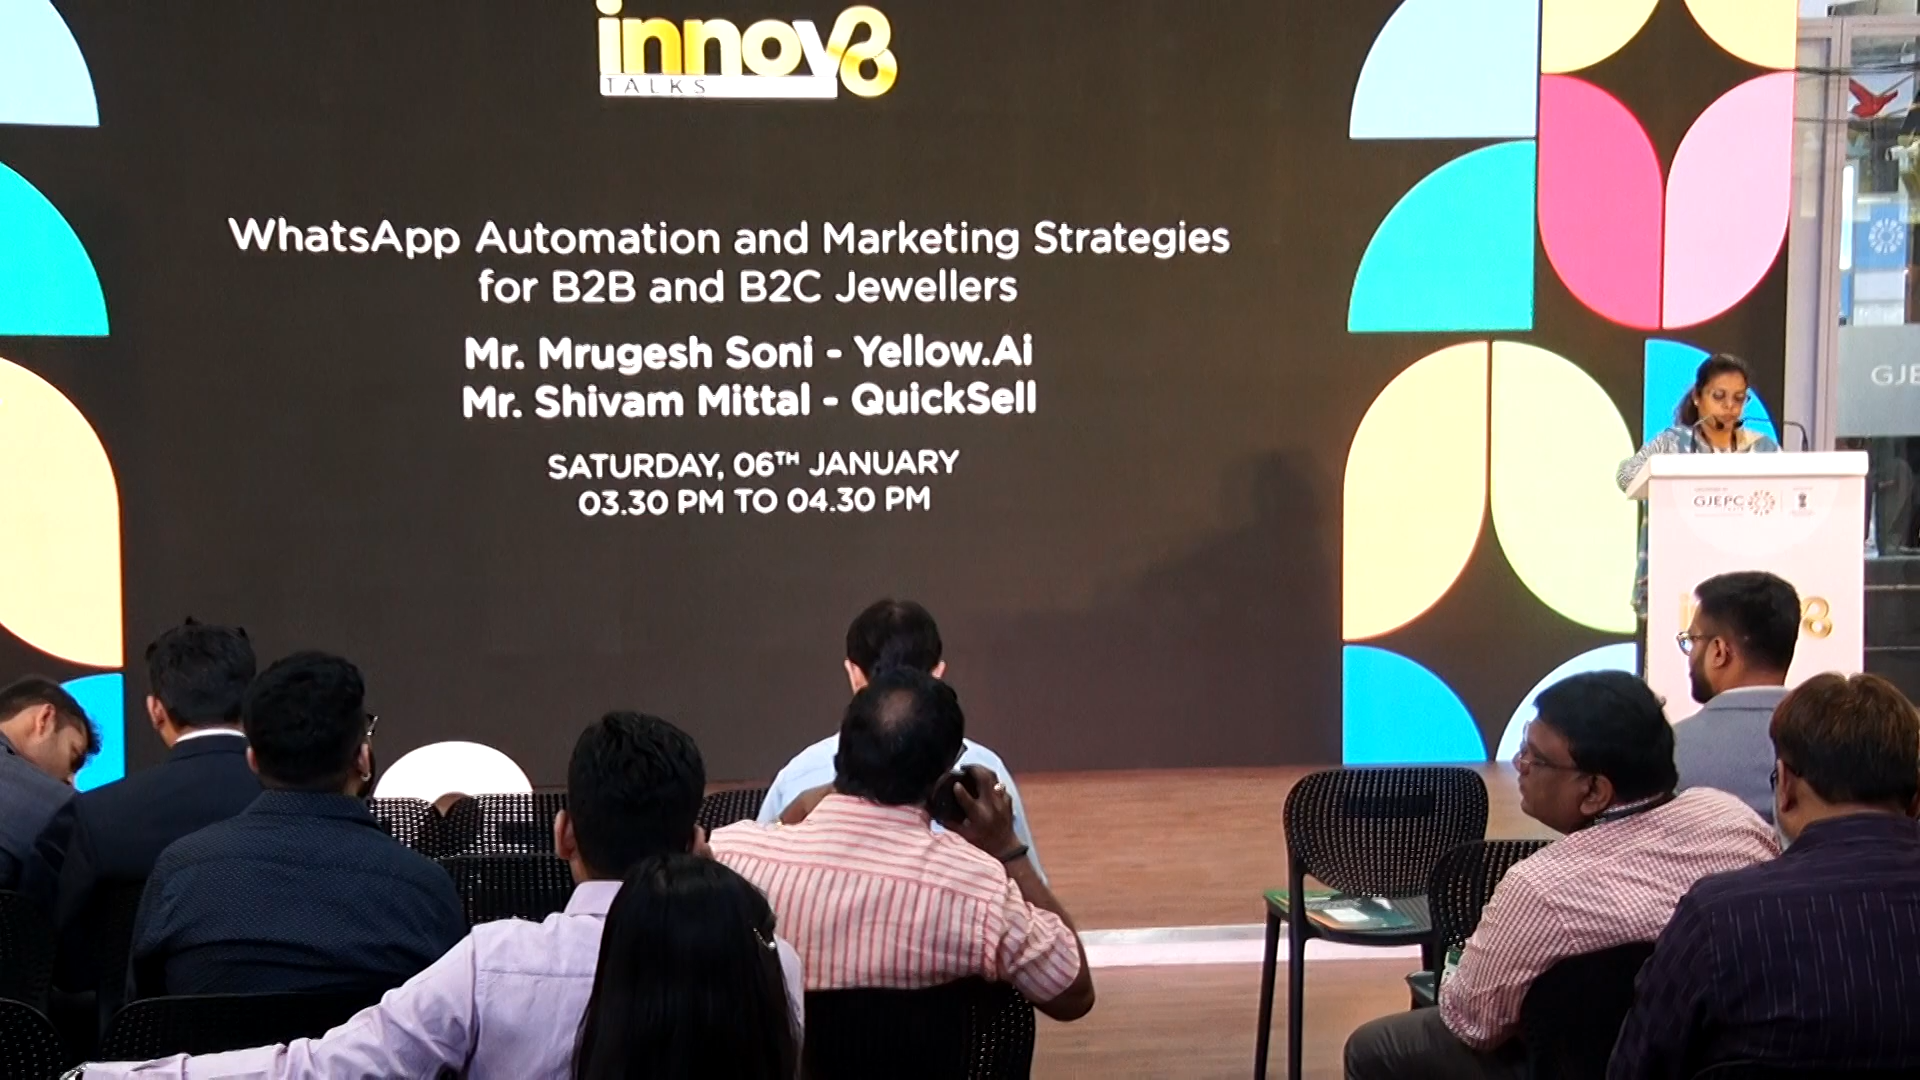 innov8
TALKS
WhatsApp Automation and Marketing Strategies
for B2B and B2C Jewellers
Mr. Mrugesh Soni - Yellow.Ai
Mr. Shivam Mittal - QuickSell
SATURDAY, 06TH JANUARY
03.30 PM TO 04.30 PM
GJE
GJEPC